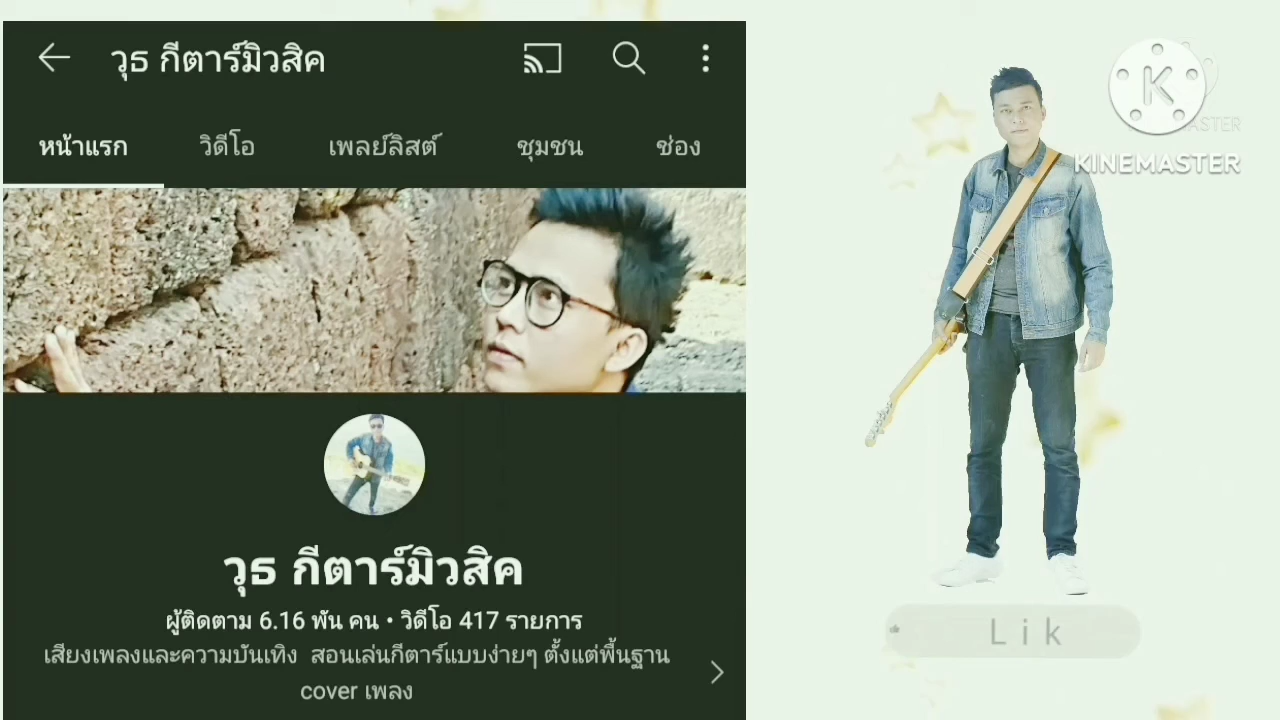 วุธ กีตาร์มิวสิค
หน้าแรก วิดีโอ เพลย์ลิสต์ ชุมชน ช่อง
วุธ กีตาร์มิวสิค
ผู้ติดตาม 6.16 พัน คน • วิดีโอ 417 รายการ
เสียงเพลงและความบันเทิง สอนเล่นกีตาร์แบบง่ายๆ ตั้งแต่พื้นฐาน
cover เพลง
K
ASTER
KINEMASTER
Lik